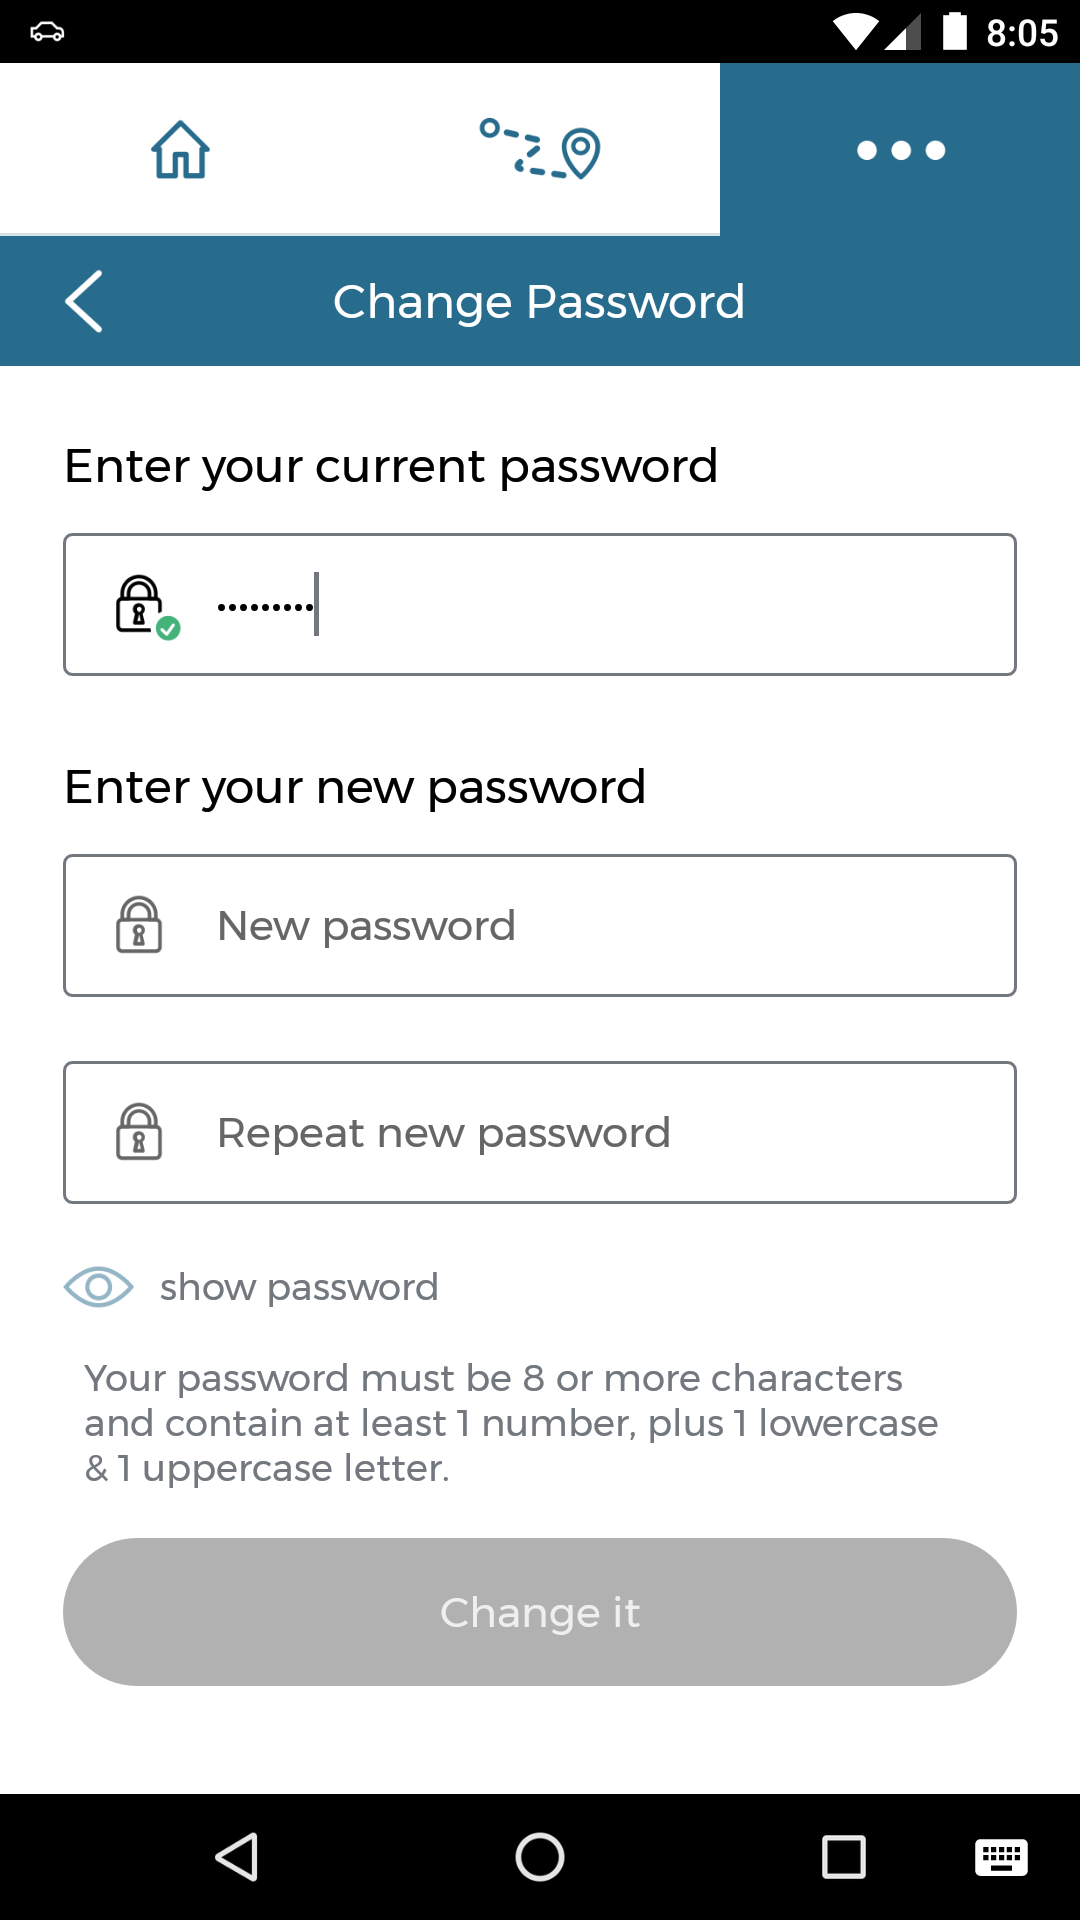 8:05
Change Password
Enter your current password
•••••••••
Enter your new password
New password
Repeat new password
show password
Your password must be 8 or more characters
and contain at least 1 number, plus 1 lowercase
& 1 uppercase letter.
Change it